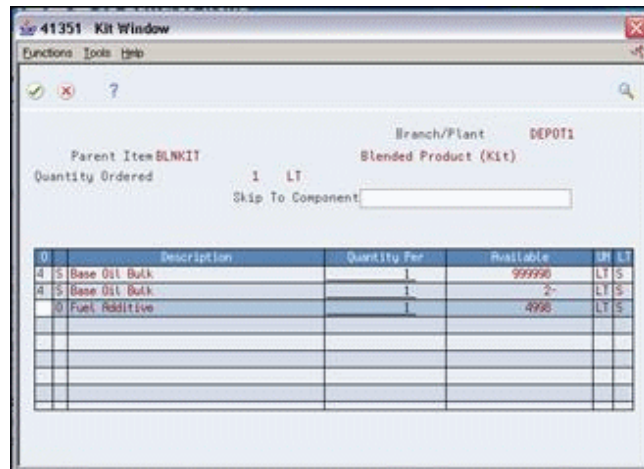 41351 Kit Window
Functions Tools Help
?
Branch/Plant DEPOT1
Parent Item BLNKIT Blended Product (Kit)
Quantity Ordered 1 LT
Skip To Component
O Description Quantity Per Available UM LT
4 S Base Oil Bulk 1 999998 LT S
4 S Base Oil Bulk 1 2- LT S
O Fuel Additive 1 4998 LT S